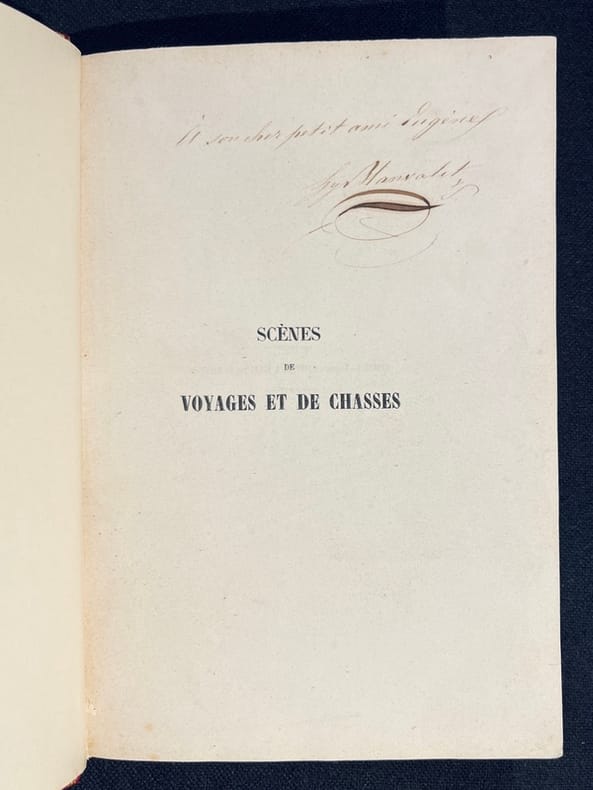 À son cher petit ami Eugène
SCÈNES
DE
VOYAGES ET DE CHASSES